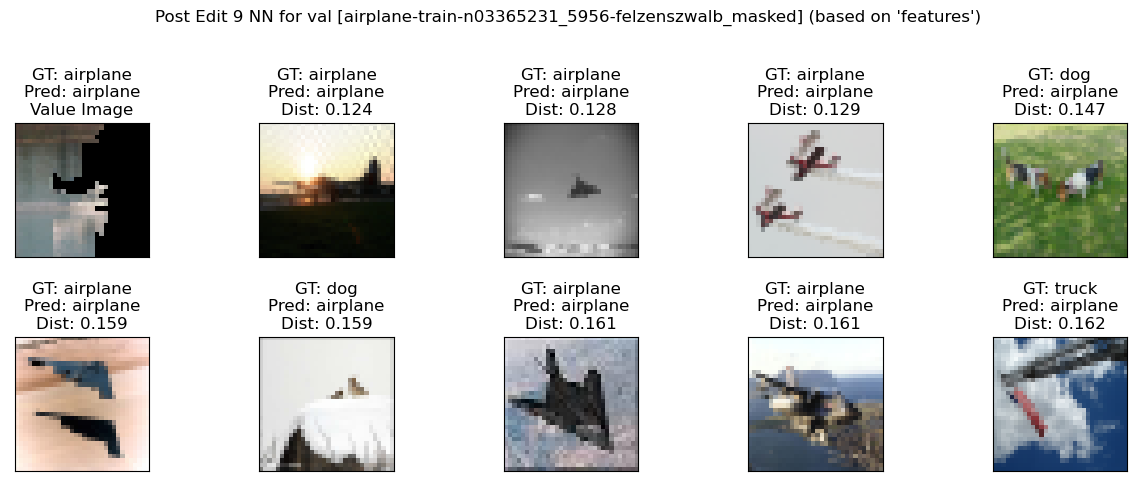 Post Edit 9 NN for val [airplane-train-n03365231_5956-felzenszwalb_masked] (based on 'features')
GT: airplane
Pred: airplane
Value Image
GT: airplane
Pred: airplane
Dist: 0.124
GT: airplane
Pred: airplane
Dist: 0.128
GT: airplane
Pred: airplane
Dist: 0.129
GT: dog
Pred: airplane
Dist: 0.147
GT: airplane
Pred: airplane
Dist: 0.159
GT: dog
Pred: airplane
Dist: 0.159
GT: airplane
Pred: airplane
Dist: 0.161
GT: airplane
Pred: airplane
Dist: 0.161
GT: truck
Pred: airplane
Dist: 0.162